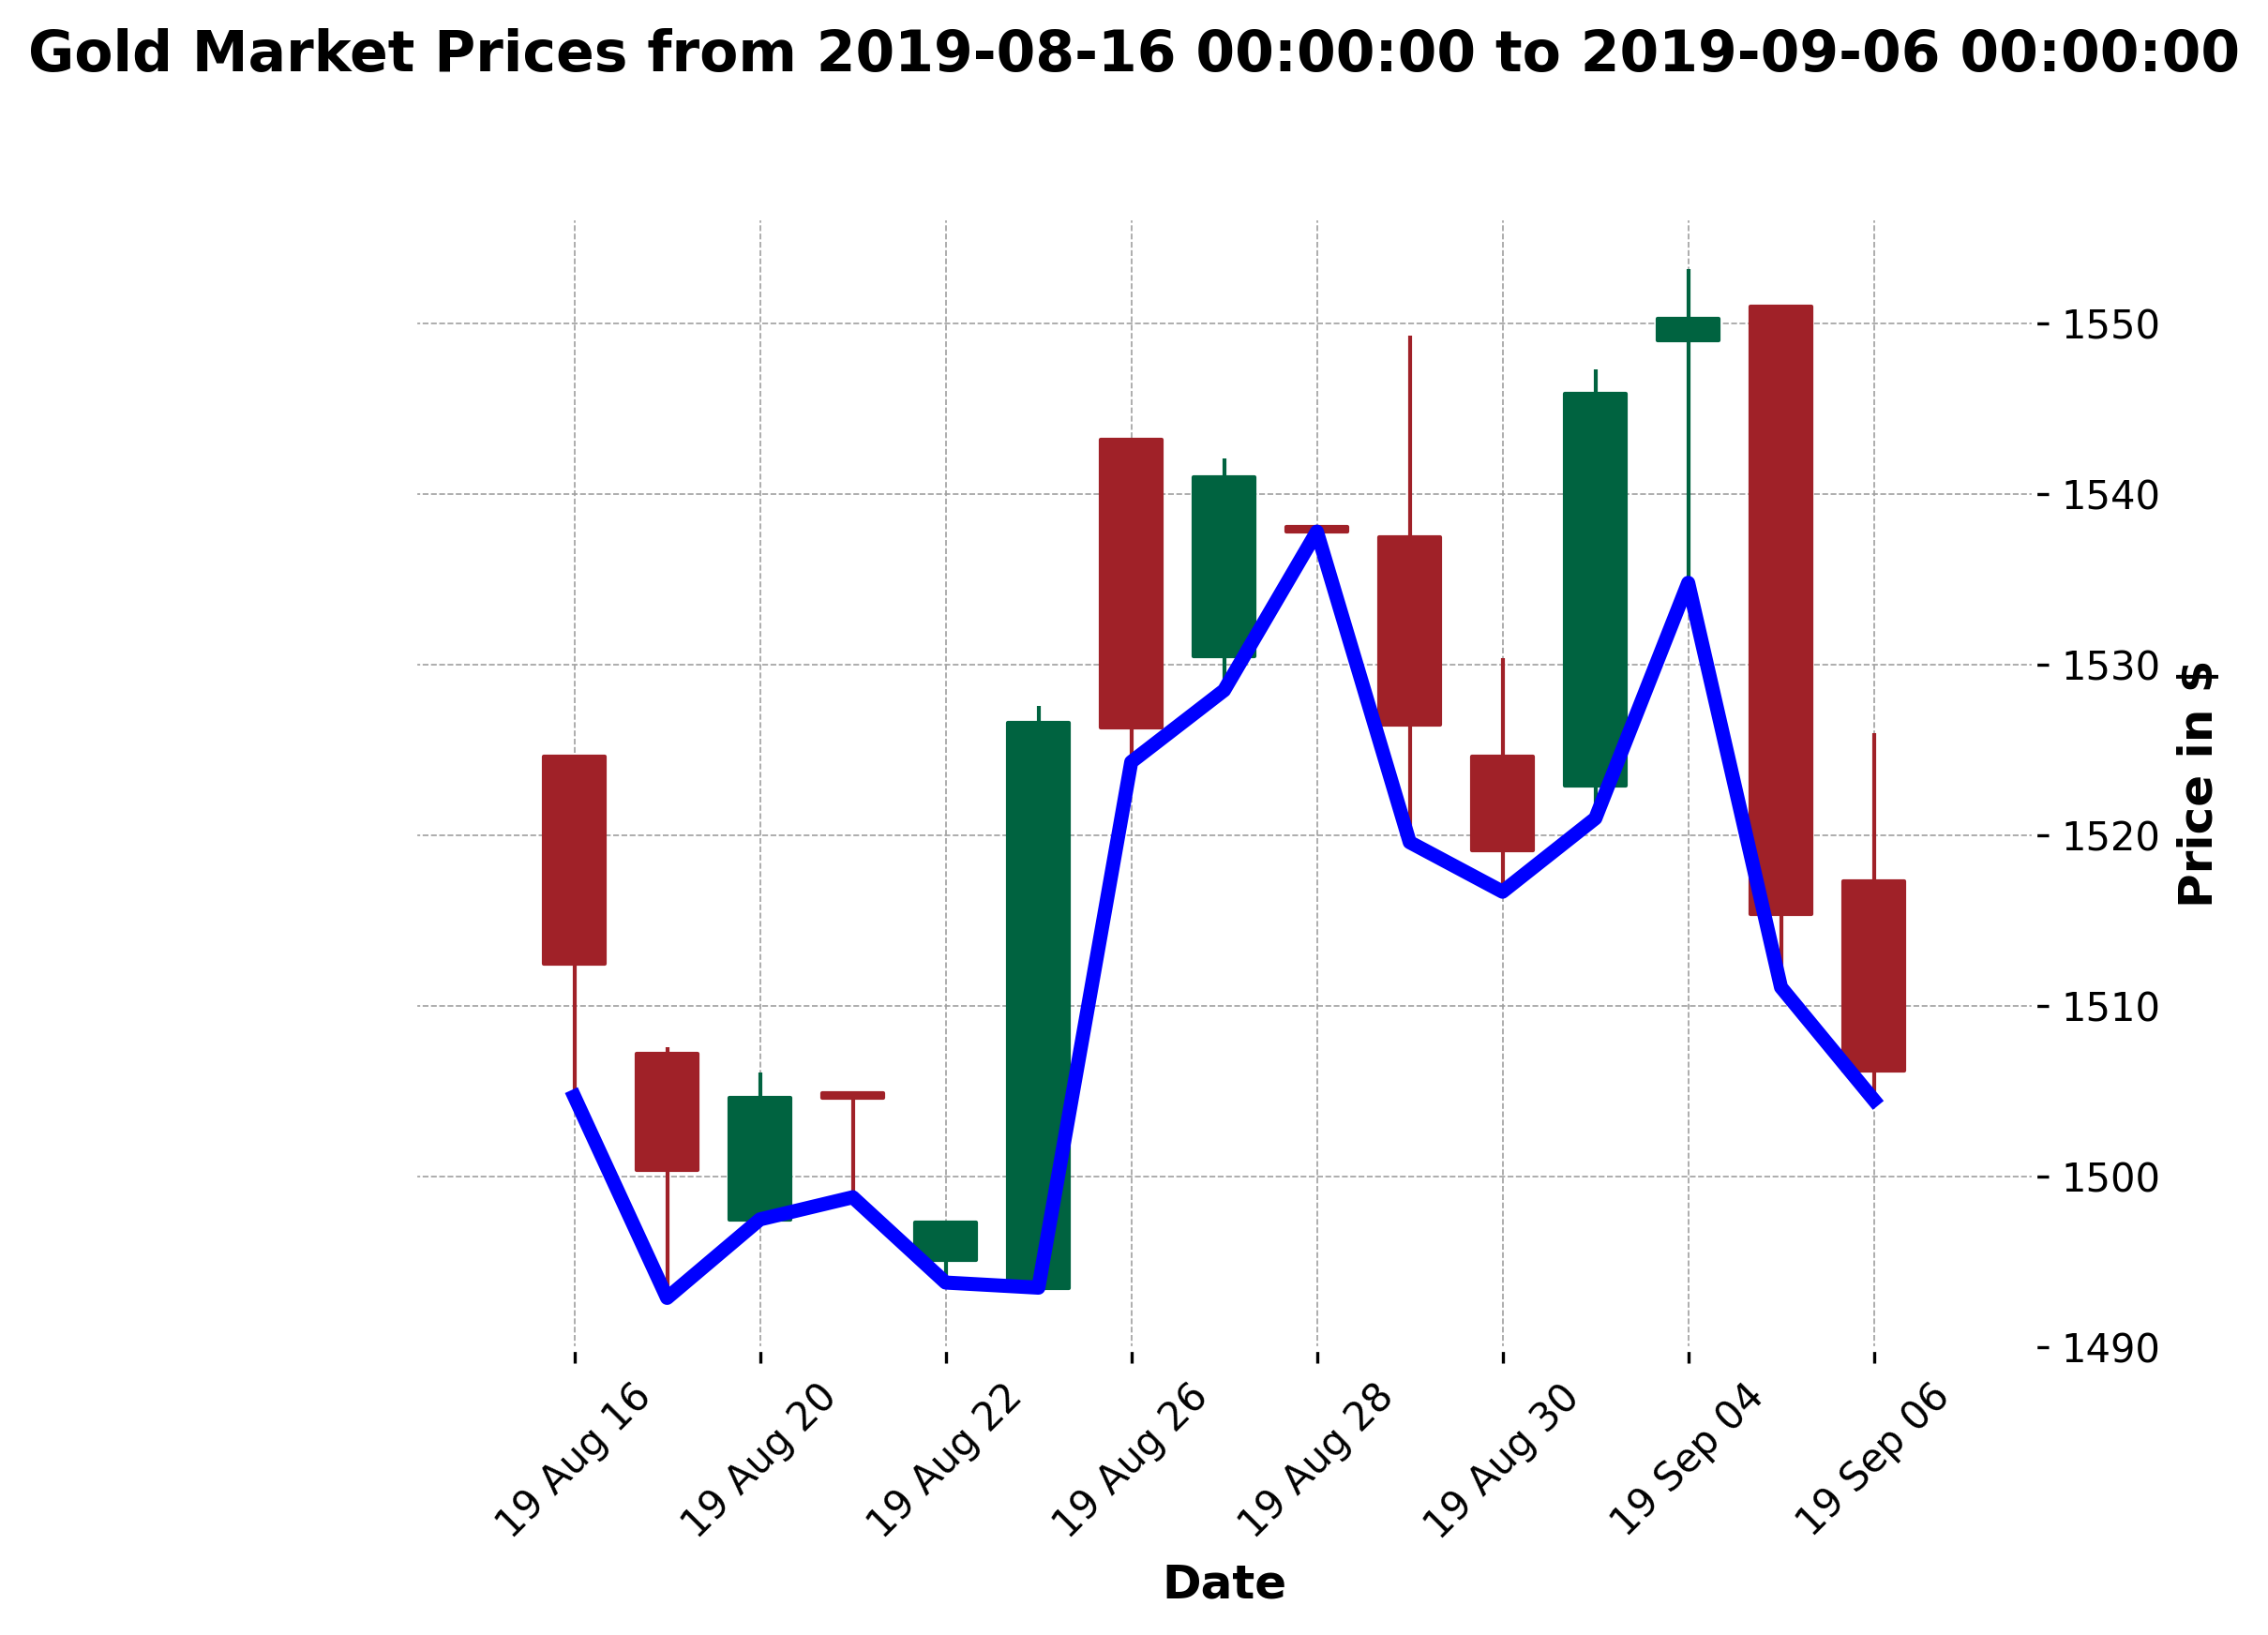 Gold Market Prices from 2019-08-16 00:00:00 to 2019-09-06 00:00:00
1550
1540
1530
1520
1510
1500
1490
Price in $
19 Aug 16
19 Aug 20
19 Aug 22
19 Aug 26
19 Aug 28
19 Aug 30
19 Sep 04
19 Sep 06
Date